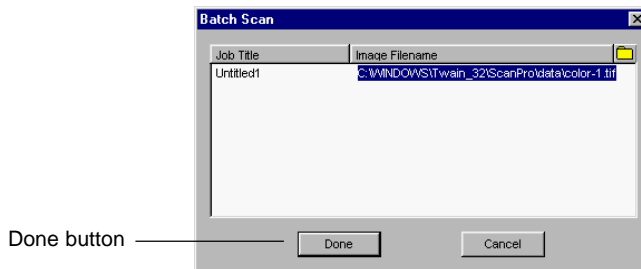 Batch Scan
Job Title Image Filename
Untitled1 C:\WINDOWS\Twain_32\ScanPro\data\color-1.tif
Done button Done Cancel